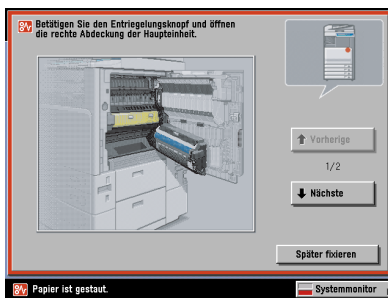 Betätigen Sie den Entriegelungsknopf und öffnen
die rechte Abdeckung der Haupteinheit.
Vorherige
1/2
Nächste
Später fixieren
Papier ist gestaut.
Systemmonitor